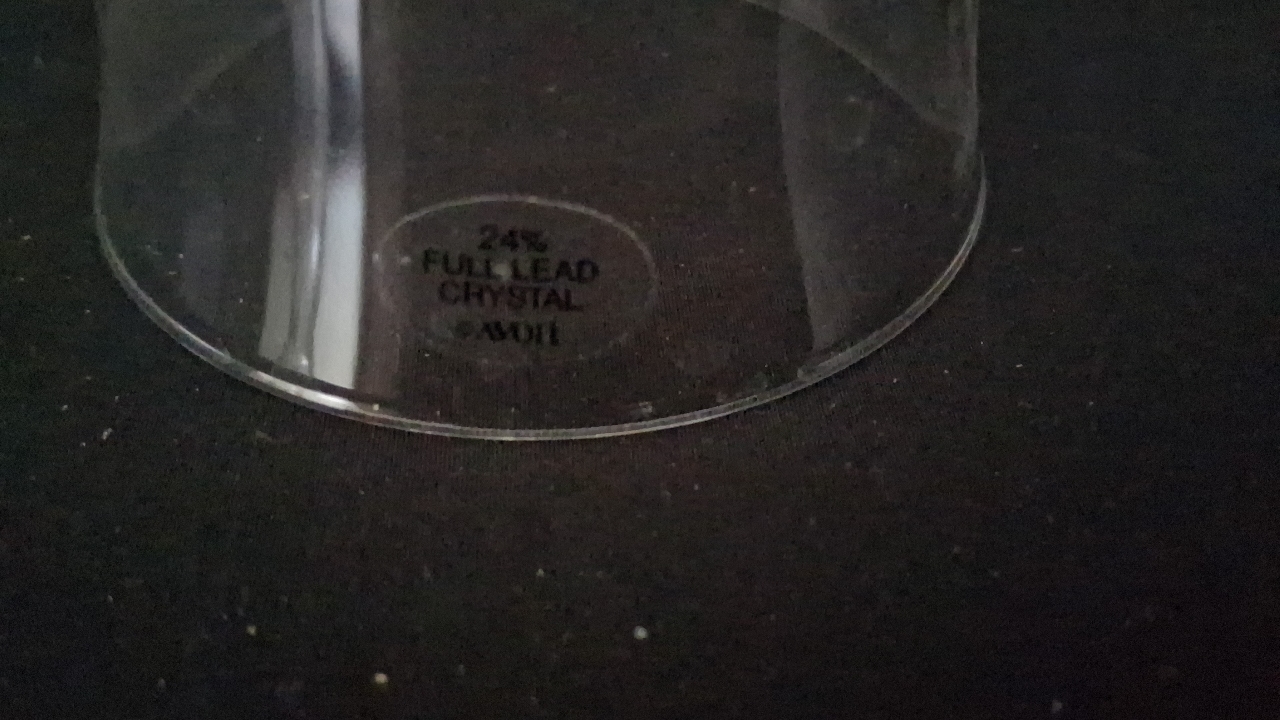 24%
FULL LEAD
CRYSTAL
©AVON